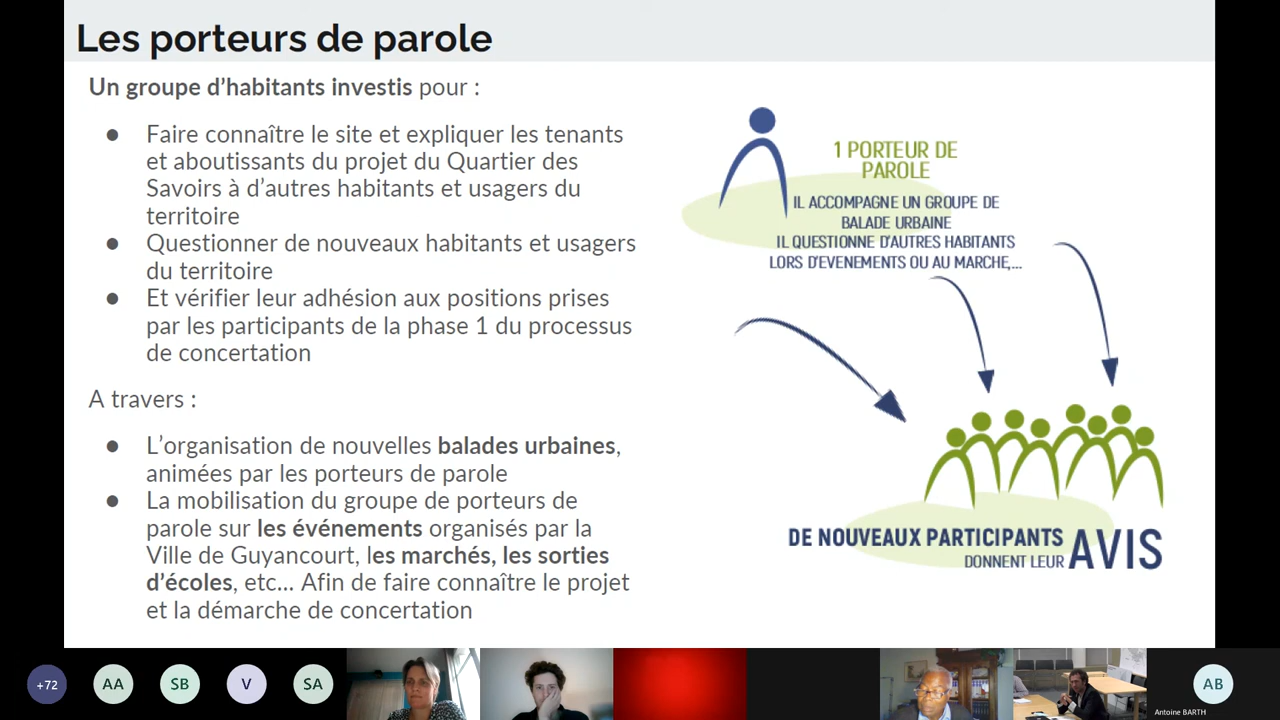 Les porteurs de parole
Un groupe d'habitants investis pour :
● Faire connaître le site et expliquer les tenants
et aboutissants du projet du Quartier des
Savoirs à d'autres habitants et usagers du
territoire
● Questionner de nouveaux habitants et usagers
du territoire
● Et vérifier leur adhésion aux positions prises
par les participants de la phase 1 du processus
de concertation
A travers :
● L'organisation de nouvelles balades urbaines,
animées par les porteurs de parole
● La mobilisation du groupe de porteurs de
parole sur les événements organisés par la
Ville de Guyancourt, les marchés, les sorties
d'écoles, etc... Afin de faire connaître le projet
et la démarche de concertation
1 PORTEUR DE
PAROLE
IL ACCOMPAGNE UN GROUPE DE
BALADE URBAINE
IL QUESTIONNE D'AUTRES HABITANTS
LORS D'EVENEMENTS OU AU MARCHE,...
DE NOUVEAUX PARTICIPANTS
DONNENT LEUR AVIS
+72
AA
SB
V
SA
AB
Antoine BARTH